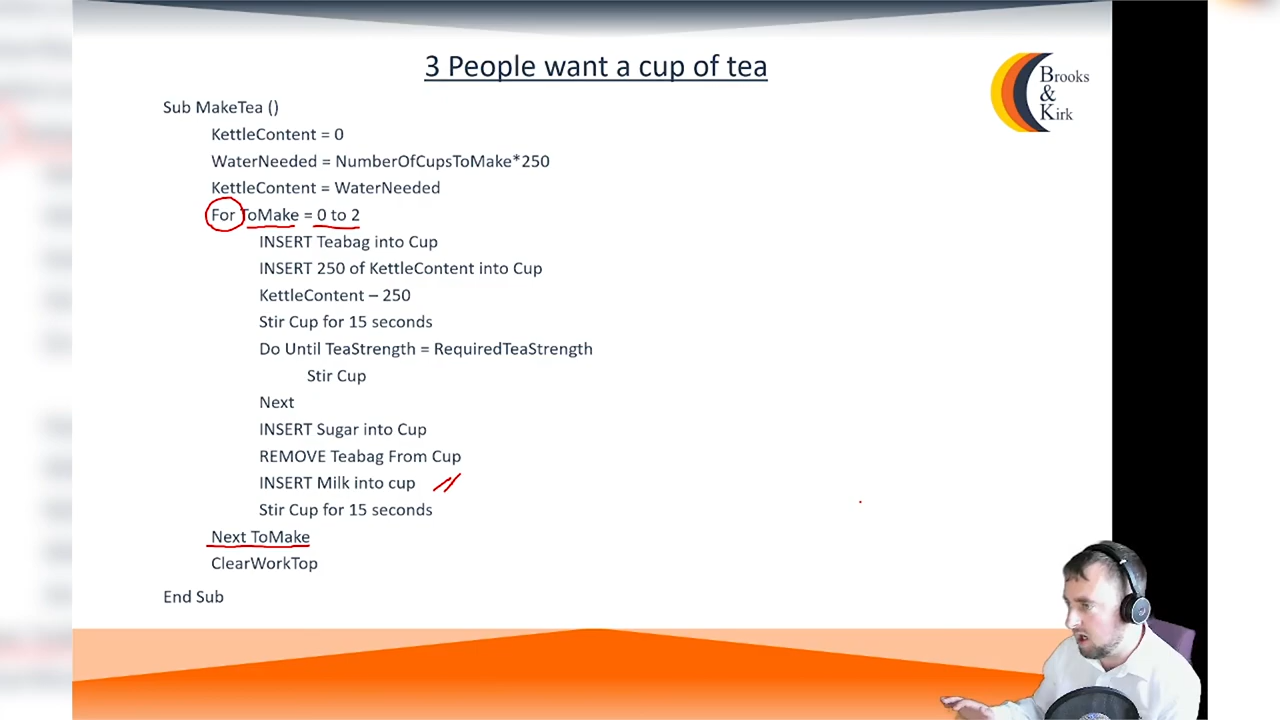 3 People want a cup of tea
Brooks
&
Kirk
Sub MakeTea ()
KettleContent = 0
WaterNeeded = NumberOfCupsToMake*250
KettleContent = WaterNeeded
For ToMake = 0 to 2
INSERT Teabag into Cup
INSERT 250 of KettleContent into Cup
KettleContent – 250
Stir Cup for 15 seconds
Do Until TeaStrength = RequiredTeaStrength
Stir Cup
Next
INSERT Sugar into Cup
REMOVE Teabag From Cup
INSERT Milk into cup
Stir Cup for 15 seconds
Next ToMake
ClearWorkTop
End Sub